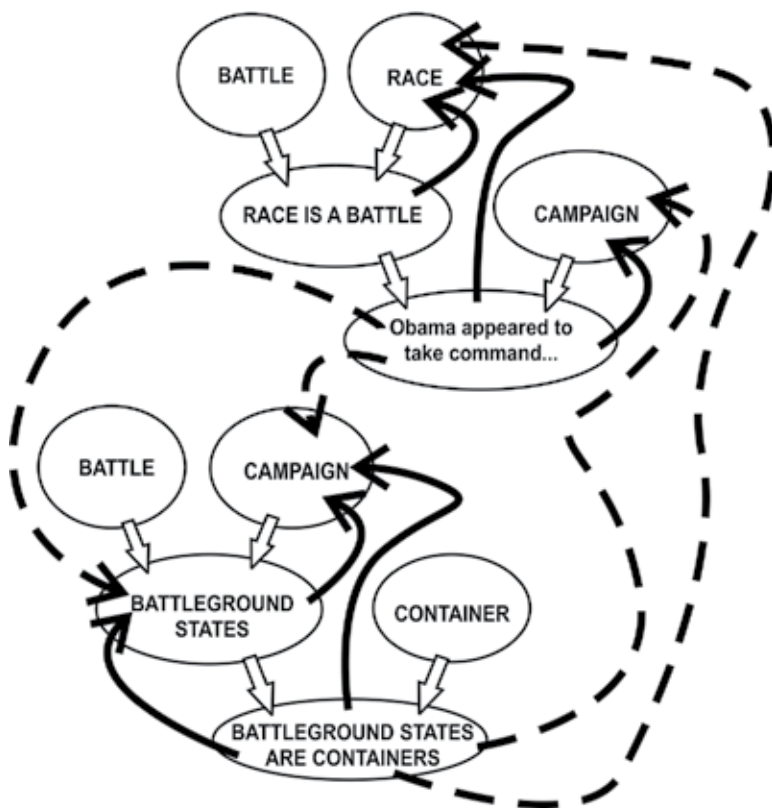 BATTLE
RACE
RACE IS A BATTLE
CAMPAIGN
Obama appeared to
take command...
BATTLE
CAMPAIGN
BATTLEGROUND
STATES
CONTAINER
BATTLEGROUND STATES
ARE CONTAINERS